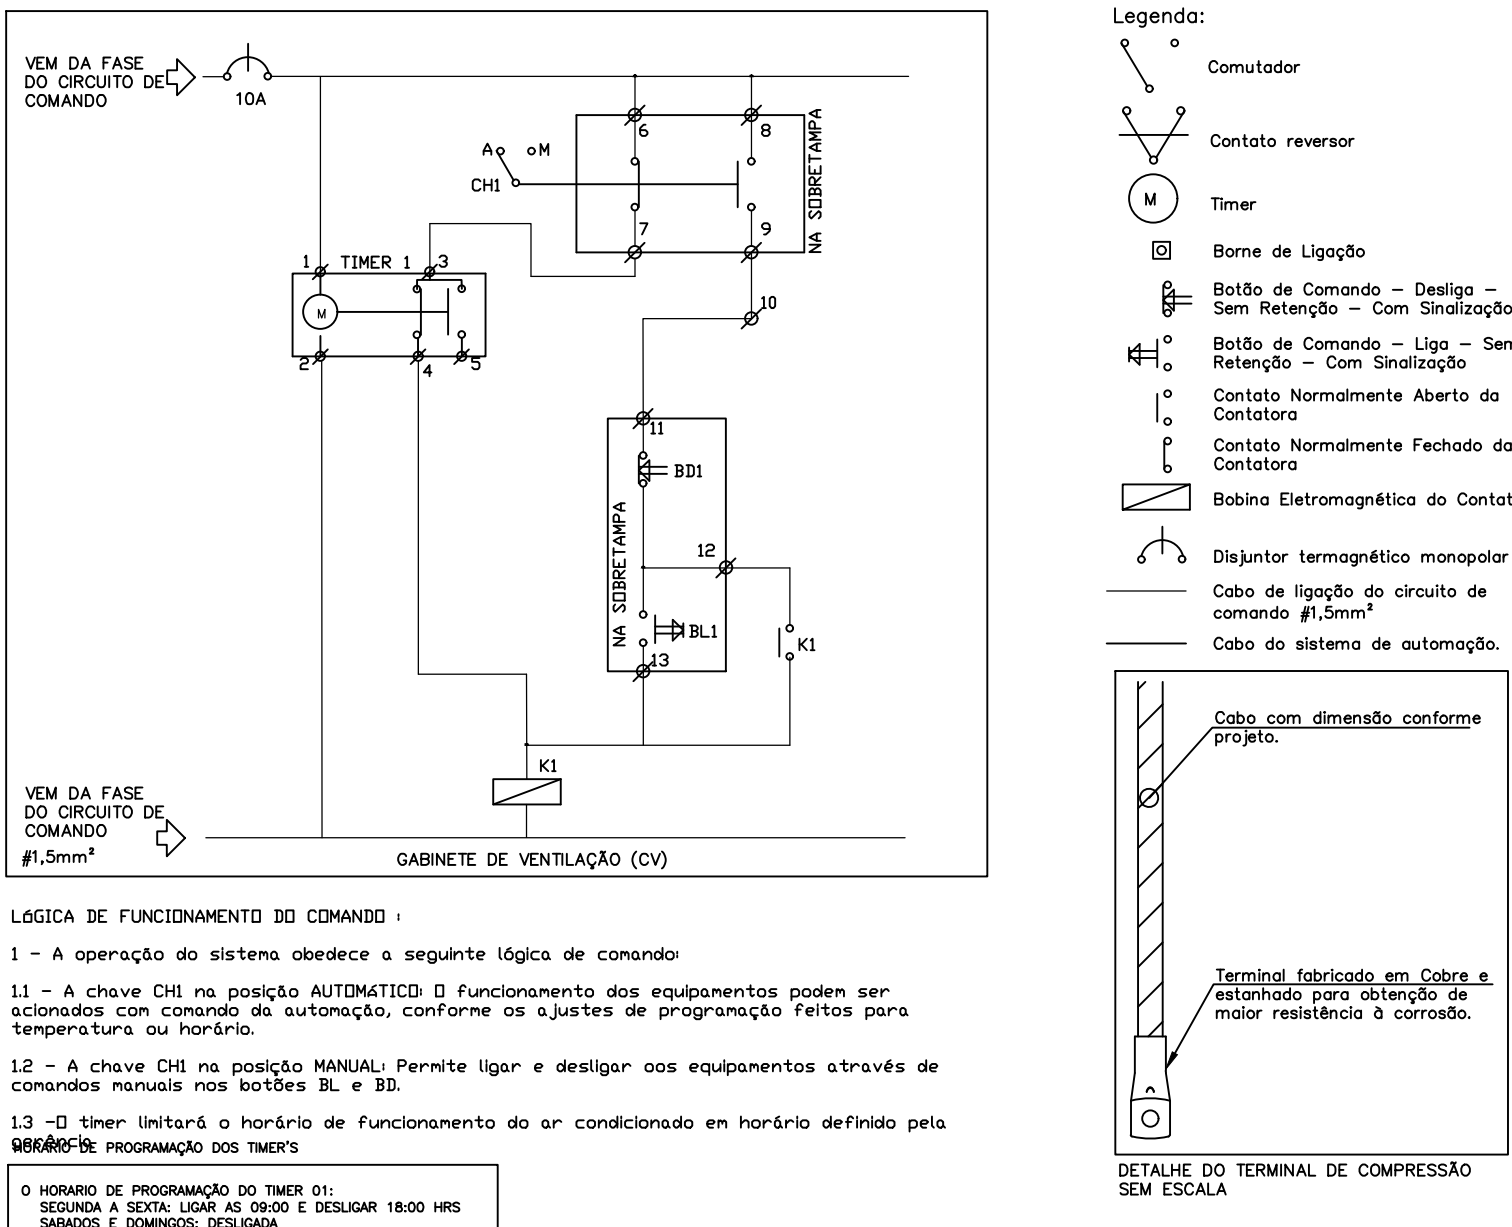 VEM DA FASE
DO CIRCUITO DE
COMANDO
10A
6
8
A
M
CH1
7
9
NA SOBRETAMPA
1
TIMER 1
3
M
2
4
5
10
11
BD1
NA SOBRETAMPA
12
BL1
K1
13
K1
VEM DA FASE
DO CIRCUITO DE
COMANDO
#1,5mm²
GABINETE DE VENTILAÇÃO (CV)
LÓGICA DE FUNCIONAMENTO DO COMANDO :
1 - A operação do sistema obedece a seguinte lógica de comando:
1.1 - A chave CH1 na posição AUTOMÁTICO: O funcionamento dos equipamentos podem ser
acionados com comando da automação, conforme os ajustes de programação feitos para
temperatura ou horário.
1.2 - A chave CH1 na posição MANUAL: Permite ligar e desligar oos equipamentos através de
comandos manuais nos botões BL e BD.
1.3 -O timer limitará o horário de funcionamento do ar condicionado em horário definido pela
gerência
HORÁRIO DE PROGRAMAÇÃO DOS TIMER'S
O HORARIO DE PROGRAMAÇÃO DO TIMER 01:
SEGUNDA A SEXTA: LIGAR AS 09:00 E DESLIGAR 18:00 HRS
SABADOS E DOMINGOS: DESLIGADA
Legenda:
Comutador
Contato reversor
M
Timer
Borne de Ligação
Botão de Comando – Desliga –
Sem Retenção – Com Sinalização
Botão de Comando – Liga – Sem
Retenção – Com Sinalização
Contato Normalmente Aberto da
Contatora
Contato Normalmente Fechado da
Contatora
Bobina Eletromagnética do Contat
Disjuntor termagnético monopolar
Cabo de ligação do circuito de
comando #1,5mm²
Cabo do sistema de automação.
Cabo com dimensão conforme
projeto.
Terminal fabricado em Cobre e
estanhado para obtenção de
maior resistência à corrosão.
DETALHE DO TERMINAL DE COMPRESSÃO
SEM ESCALA